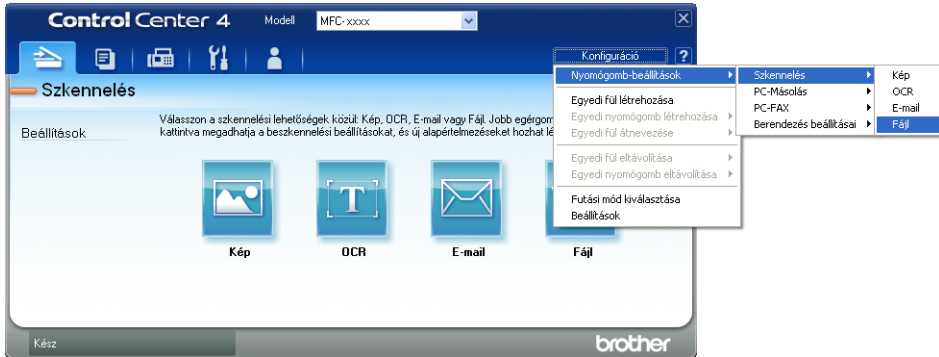 Control Center 4 Modell MFC-xxxx
Konfiguráció ?
Szkennelés
Válasszon a szkennelési lehetőségek közül: Kép, OCR, E-mail vagy Fájl. Jobb
kattintva megadhatja a beszkennelési beállításokat, és új alapértelmezéseket hozhat
Beállítások
Kép
OCR
E-mail
Fájl
Nyomógomb-beállítások
Egyedi fül létrehozása
Egyedi nyomógomb létrehozása
Egyedi fül átnevezése
Egyedi fül eltávolítása
Egyedi nyomógomb eltávolítása
Futási mód kiválasztása
Beállítások
Szkennelés
PC-Másolás
PC-FAX
Berendezés beállításai
Kép
OCR
E-mail
Fájl
Kész
brother